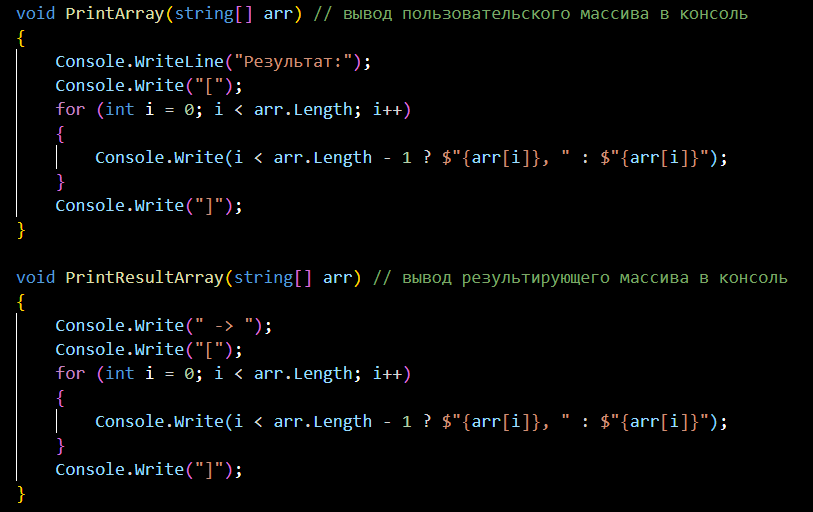 void PrintArray(string[] arr) // вывод пользовательского массива в консоль
{
    Console.WriteLine("Результат:");
    Console.Write("[");
    for (int i = 0; i < arr.Length; i++)
    {
        Console.Write(i < arr.Length - 1 ? $"{arr[i]}, " : $"{arr[i]}");
    }
    Console.Write("]");
}

void PrintResultArray(string[] arr) // вывод результирующего массива в консоль
{
    Console.Write(" -> ");
    Console.Write("[");
    for (int i = 0; i < arr.Length; i++)
    {
        Console.Write(i < arr.Length - 1 ? $"{arr[i]}, " : $"{arr[i]}");
    }
    Console.Write("]");
}